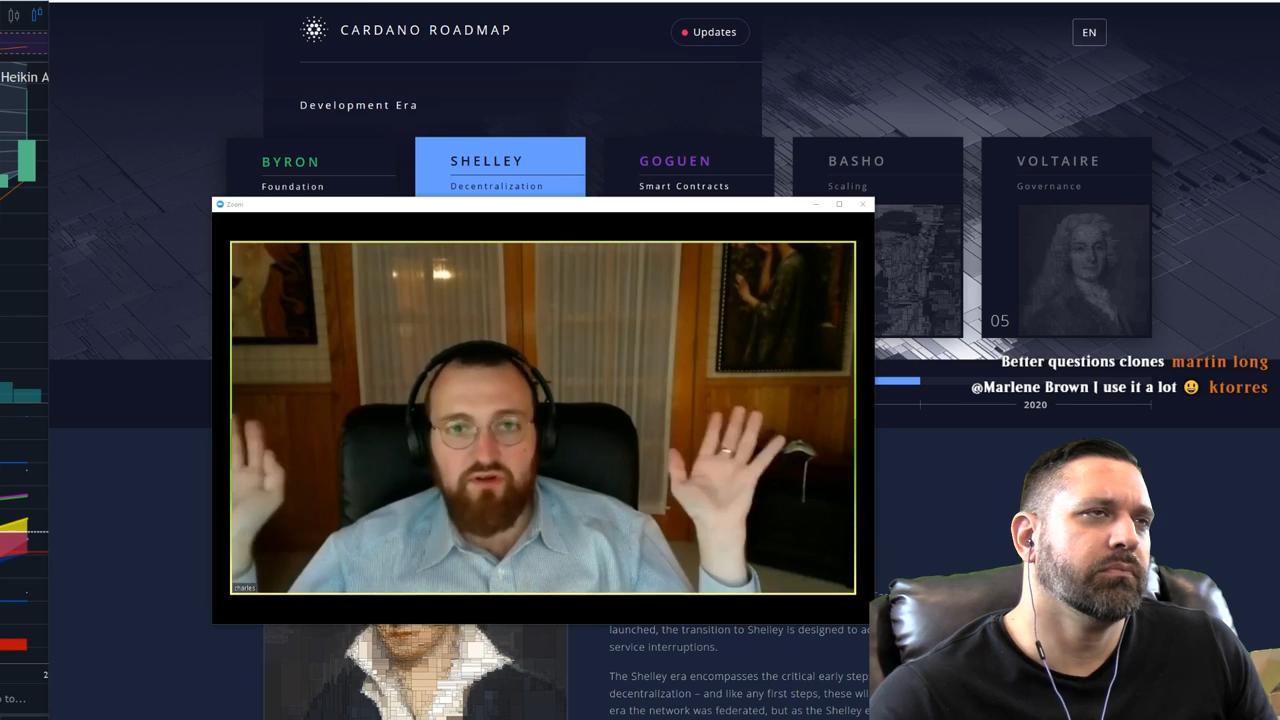 CARDANO ROADMAP
Updates
EN
Heikin A
Development Era
BYRON
Foundation
SHELLEY
Decentralization
GOGUEN
Smart Contracts
BASHO
Scaling
VOLTAIRE
Governance
Zoom
05
Better questions clones martin long
@Marlene Brown I use it a lot 😀 ktorres
2020
charles
launched, the transition to Shelley is designed to
service interruptions.
The Shelley era encompasses the critical early step
decentralization – and like any first steps, these wil
era the network was federated, but as the Shelley e
2
to...